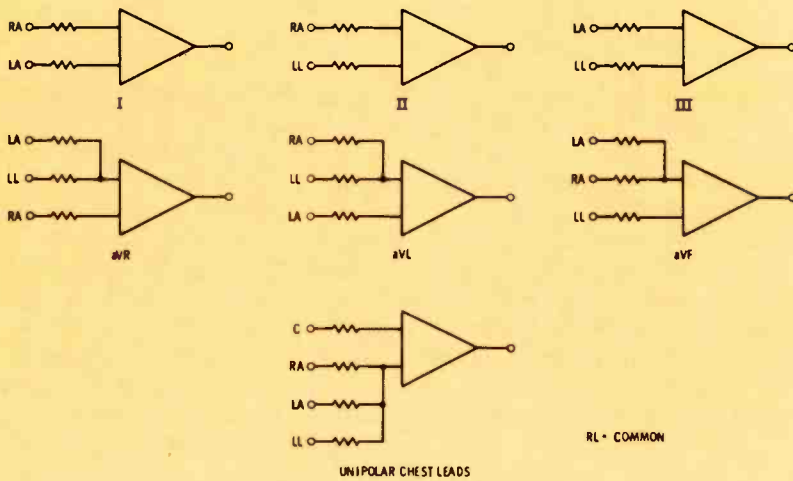 RA
LA
I
RA
LL
II
LA
LL
III
LA
LL
RA
aVR
RA
LL
LA
aVL
LA
RA
LL
aVF
C
RA
LA
LL
UNIPOLAR CHEST LEADS
RL = COMMON